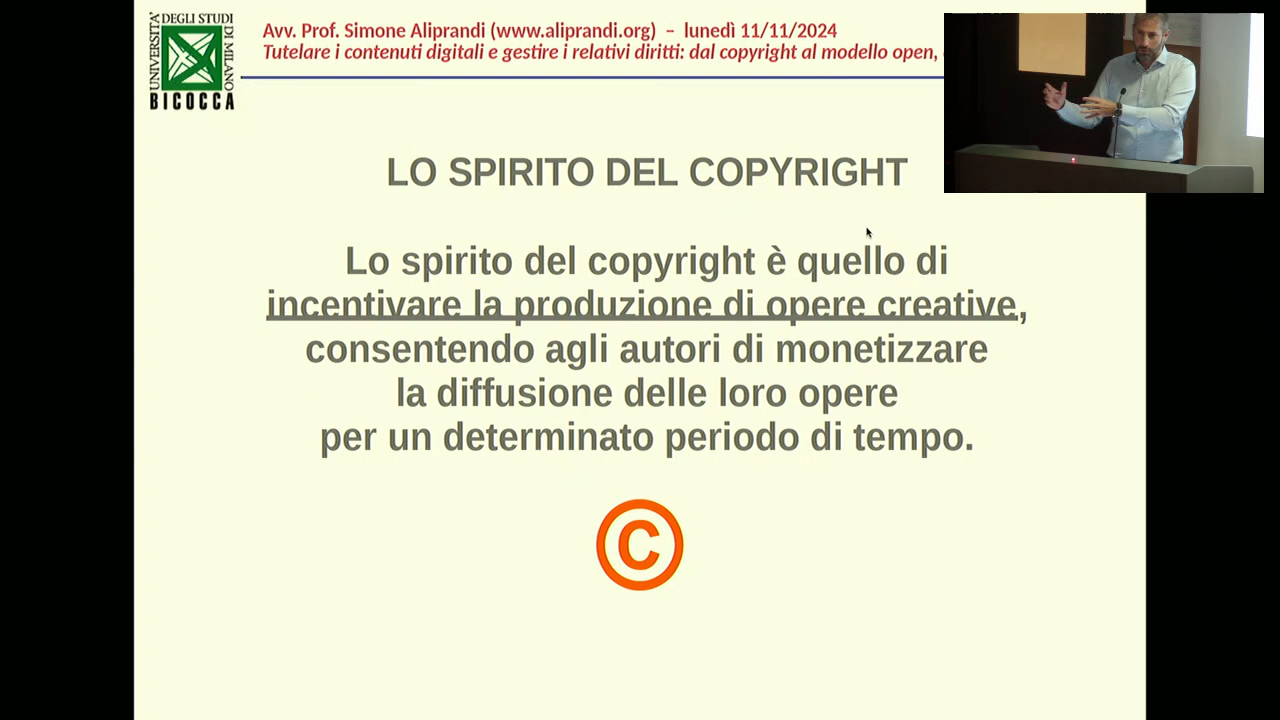 UNIVERSITA'
DEGLI STUDI
DI MILANO
BICOCCA
Avv. Prof. Simone Aliprandi (www.aliprandi.org) – lunedì 11/11/2024
Tutelare i contenuti digitali e gestire i relativi diritti: dal copyright al modello open,
LO SPIRITO DEL COPYRIGHT
Lo spirito del copyright è quello di
incentivare la produzione di opere creative,
consentendo agli autori di monetizzare
la diffusione delle loro opere
per un determinato periodo di tempo.
©